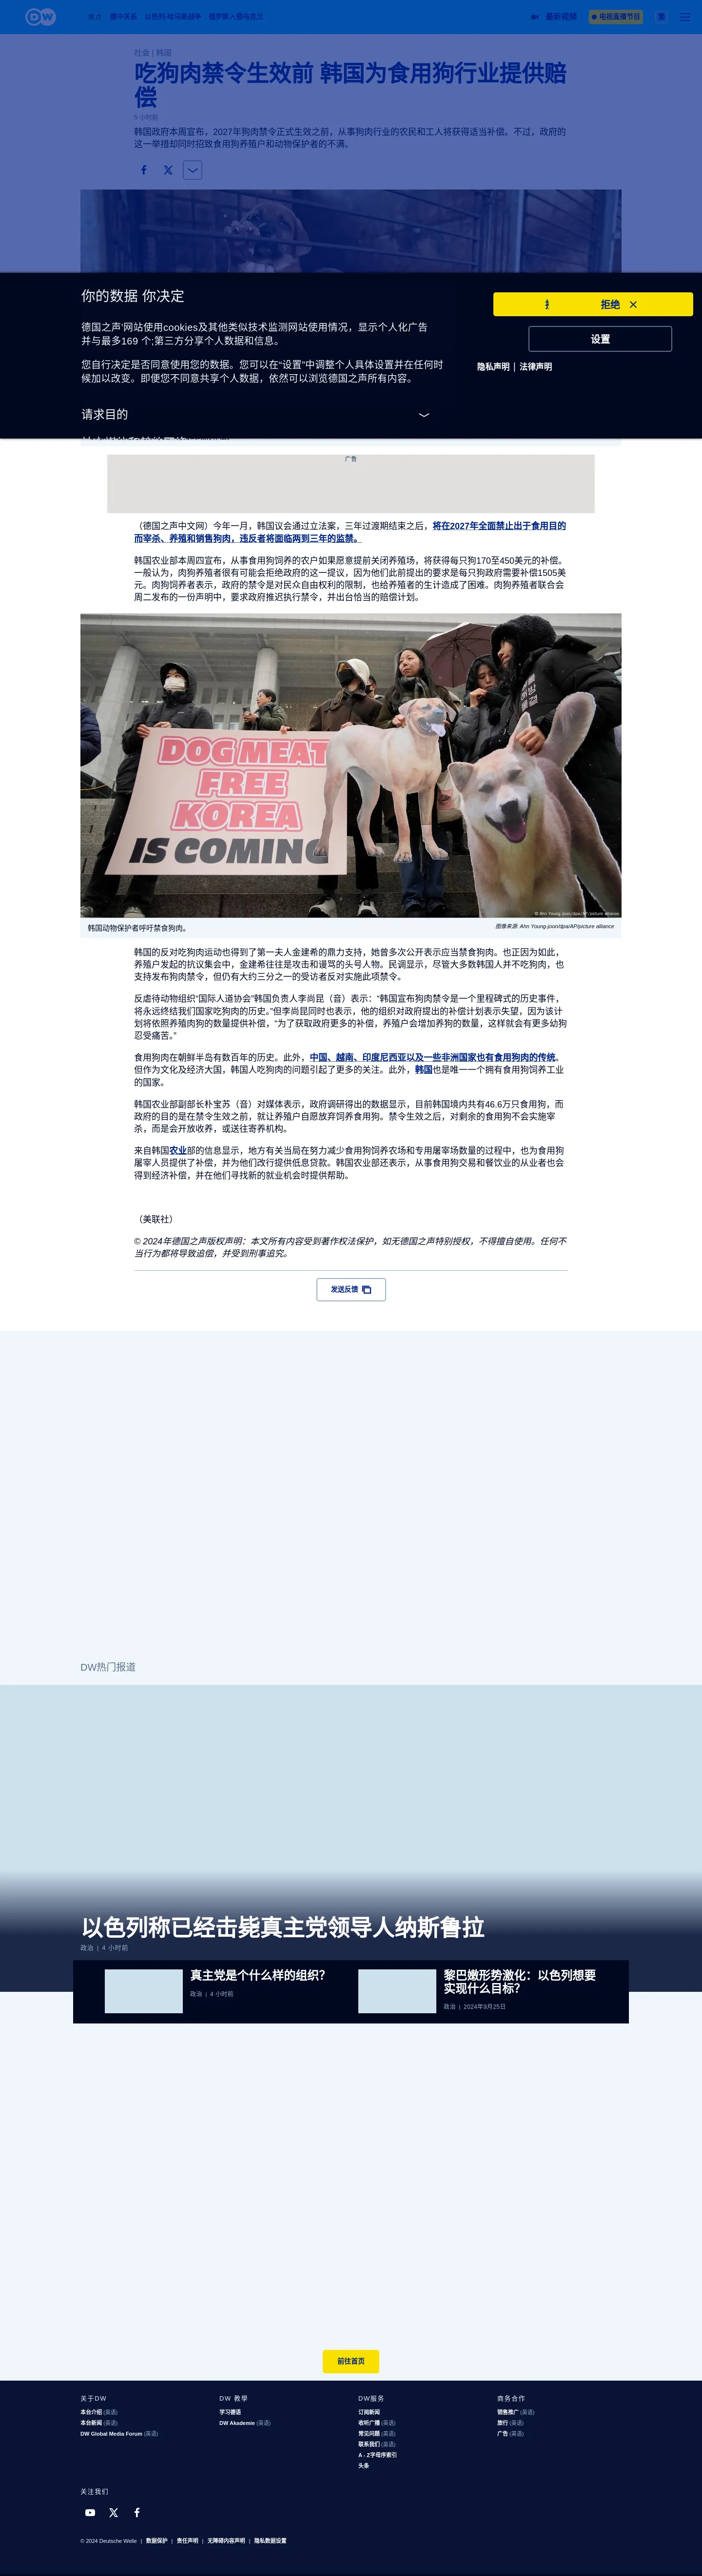 DW
焦点 德中关系 以色列-哈马斯战争 俄罗斯入侵乌克兰
最新视频
电视直播节目
繁
社会 | 韩国
吃狗肉禁令生效前 韩国为食用狗行业提供赔
偿
5 小时前
韩国政府本周宣布，2027年狗肉禁令正式生效之前，从事狗肉行业的农民和工人将获得适当补偿。不过，政府的
这一举措却同时招致食用狗养殖户和动物保护者的不满。
你的数据 你决定
德国之声'网站使用cookies及其他类似技术监测网站使用情况，显示个人化广告
并与最多169 个;第三方分享个人数据和信息。
您自行决定是否同意使用您的数据。您可以在"设置"中调整个人具体设置并在任何时
候加以改变。即便您不同意共享个人数据，依然可以浏览德国之声所有内容。
请求目的
拒绝
设置
隐私声明 | 法律声明
广告
（德国之声中文网）今年一月，韩国议会通过立法案，三年过渡期结束之后，将在2027年全面禁止出于食用目的
而宰杀、养殖和销售狗肉，违反者将面临两到三年的监禁。
韩国农业部本周四宣布，从事食用狗饲养的农户如果愿意提前关闭养殖场，将获得每只狗170至450美元的补偿。
一般认为，肉狗养殖者很有可能会拒绝政府的这一提议，因为他们此前提出的要求是每只狗政府需要补偿1505美
元。肉狗饲养者表示，政府的禁令是对民众自由权利的限制，也给养殖者的生计造成了困难。肉狗养殖者联合会
周二发布的一份声明中，要求政府推迟执行禁令，并出台恰当的赔偿计划。
DOG MEAT
FREE
KOREA
IS COMING
© Ahn Young-joon/dpa/AP/picture alliance
韩国动物保护者呼吁禁食狗肉。
图像来源: Ahn Young-joon/dpa/AP/picture alliance
韩国的反对吃狗肉运动也得到了第一夫人金建希的鼎力支持，她曾多次公开表示应当禁食狗肉。也正因为如此，
养殖户发起的抗议集会中，金建希往往是攻击和谩骂的头号人物。民调显示，尽管大多数韩国人并不吃狗肉，也
支持发布狗肉禁令，但仍有大约三分之一的受访者反对实施此项禁令。
反虐待动物组织"国际人道协会"韩国负责人李尚昆（音）表示："韩国宣布狗肉禁令是一个里程碑式的历史事件，
将永远终结我们国家吃狗肉的历史。"但李尚昆同时也表示，他的组织对政府提出的补偿计划表示失望，因为该计
划将依照养殖肉狗的数量提供补偿，"为了获取政府更多的补偿，养殖户会增加养狗的数量，这样就会有更多幼狗
忍受痛苦。"
食用狗肉在朝鲜半岛有数百年的历史。此外，中国、越南、印度尼西亚以及一些非洲国家也有食用狗肉的传统。
但作为文化及经济大国，韩国人吃狗肉的问题引起了更多的关注。此外，韩国也是唯一一个拥有食用狗饲养工业
的国家。
韩国农业部副部长朴宝苏（音）对媒体表示，政府调研得出的数据显示，目前韩国境内共有46.6万只食用狗，而
政府的目的是在禁令生效之前，就让养殖户自愿放弃饲养食用狗。禁令生效之后，对剩余的食用狗不会实施宰
杀，而是会开放收养，或送往寄养机构。
来自韩国农业部的信息显示，地方有关当局在努力减少食用狗饲养农场和专用屠宰场数量的过程中，也为食用狗
屠宰人员提供了补偿，并为他们改行提供低息贷款。韩国农业部还表示，从事食用狗交易和餐饮业的从业者也会
得到经济补偿，并在他们寻找新的就业机会时提供帮助。
（美联社）
© 2024年德国之声版权声明：本文所有内容受到著作权法保护，如无德国之声特别授权，不得擅自使用。任何不
当行为都将导致追偿，并受到刑事追究。
发送反馈
DW热门报道
以色列称已经击毙真主党领导人纳斯鲁拉
政治 | 4 小时前
真主党是个什么样的组织？
政治 | 4 小时前
黎巴嫩形势激化：以色列想要
实现什么目标？
政治 | 2024年9月25日
前往首页
关于DW
本台介绍 (英语)
本台新闻 (英语)
DW Global Media Forum (英语)
DW 教學
学习德语
DW Akademie (英语)
DW服务
订阅新闻
收听广播 (英语)
常见问题 (英语)
联系我们 (英语)
A - Z字母序索引
头条
商务合作
销售推广 (英语)
旅行 (英语)
广告 (英语)
关注我们
© 2024 Deutsche Welle | 数据保护 | 责任声明 | 无障碍内容声明 | 隐私数据设置